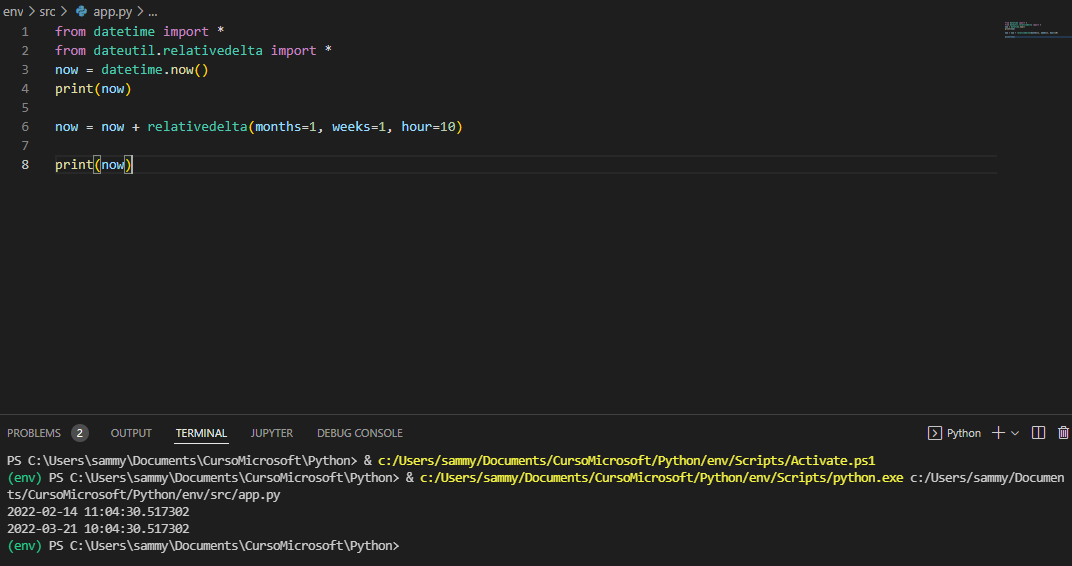 env > src > app.py > ...
1 from datetime import *
2 from dateutil.relativedelta import *
3 now = datetime.now()
4 print(now)
5
6 now = now + relativedelta(months=1, weeks=1, hour=10)
7
8 print(now)
PROBLEMS 2 OUTPUT TERMINAL JUPYTER DEBUG CONSOLE Python
PS C:\Users\sammy\Documents\CursoMicrosoft\Python> & c:/Users/sammy/Documents/CursoMicrosoft/Python/env/Scripts/Activate.ps1
(env) PS C:\Users\sammy\Documents\CursoMicrosoft\Python> & c:/Users/sammy/Documents/CursoMicrosoft/Python/env/Scripts/python.exe c:/Users/sammy/Documen
ts/CursoMicrosoft/Python/env/src/app.py
2022-02-14 11:04:30.517302
2022-03-21 10:04:30.517302
(env) PS C:\Users\sammy\Documents\CursoMicrosoft\Python>